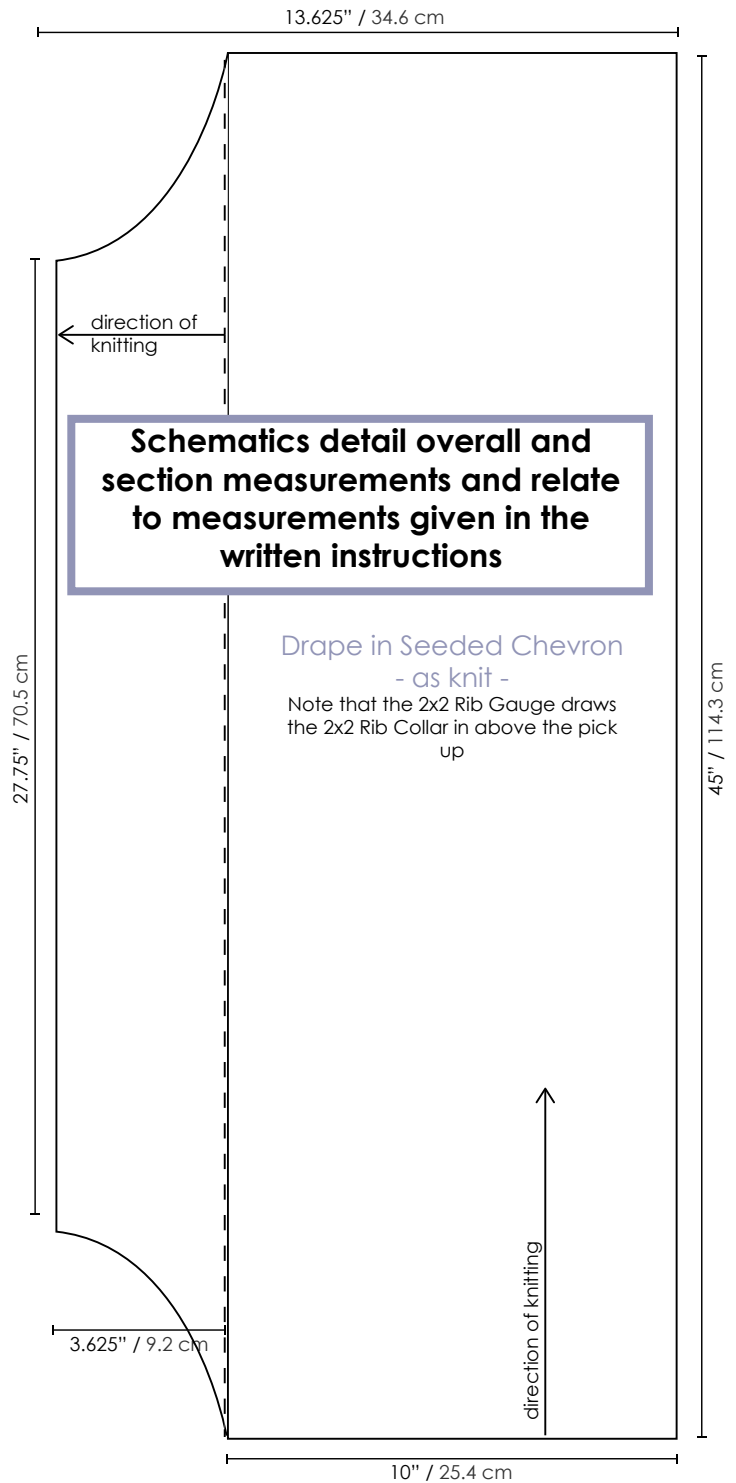 13.625” / 34.6 cm
direction of
knitting
Schematics detail overall and
section measurements and relate
to measurements given in the
written instructions
Drape in Seeded Chevron
- as knit -
Note that the 2x2 Rib Gauge draws
the 2x2 Rib Collar in above the pick
up
27.75” / 70.5 cm
45” / 114.3 cm
direction of knitting
3.625” / 9.2 cm
10” / 25.4 cm